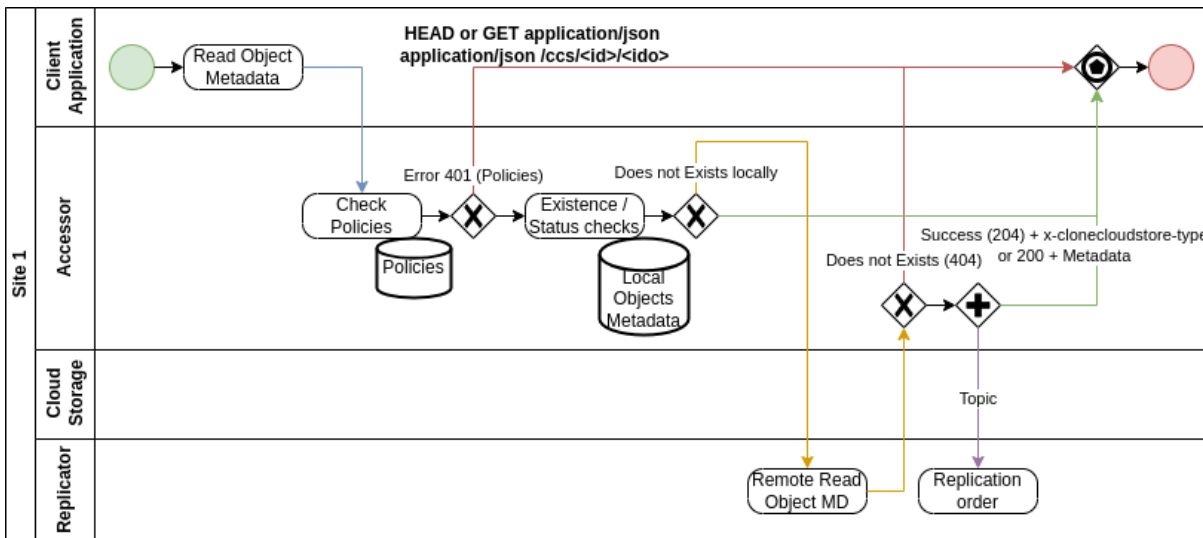 Site 1
Client
Application
Read Object
Metadata
HEAD or GET application/json
application/json /ccs/<id>/<ido>
Accessor
Error 401 (Policies)
Does not Exists locally
Check
Policies
Existence /
Status checks
Policies
Local
Objects
Metadata
Success (204) + x-clonecloudstore-type
or 200 + Metadata
Does not Exists (404)
Cloud
Storage
Topic
Replicator
Remote Read
Object MD
Replication
order